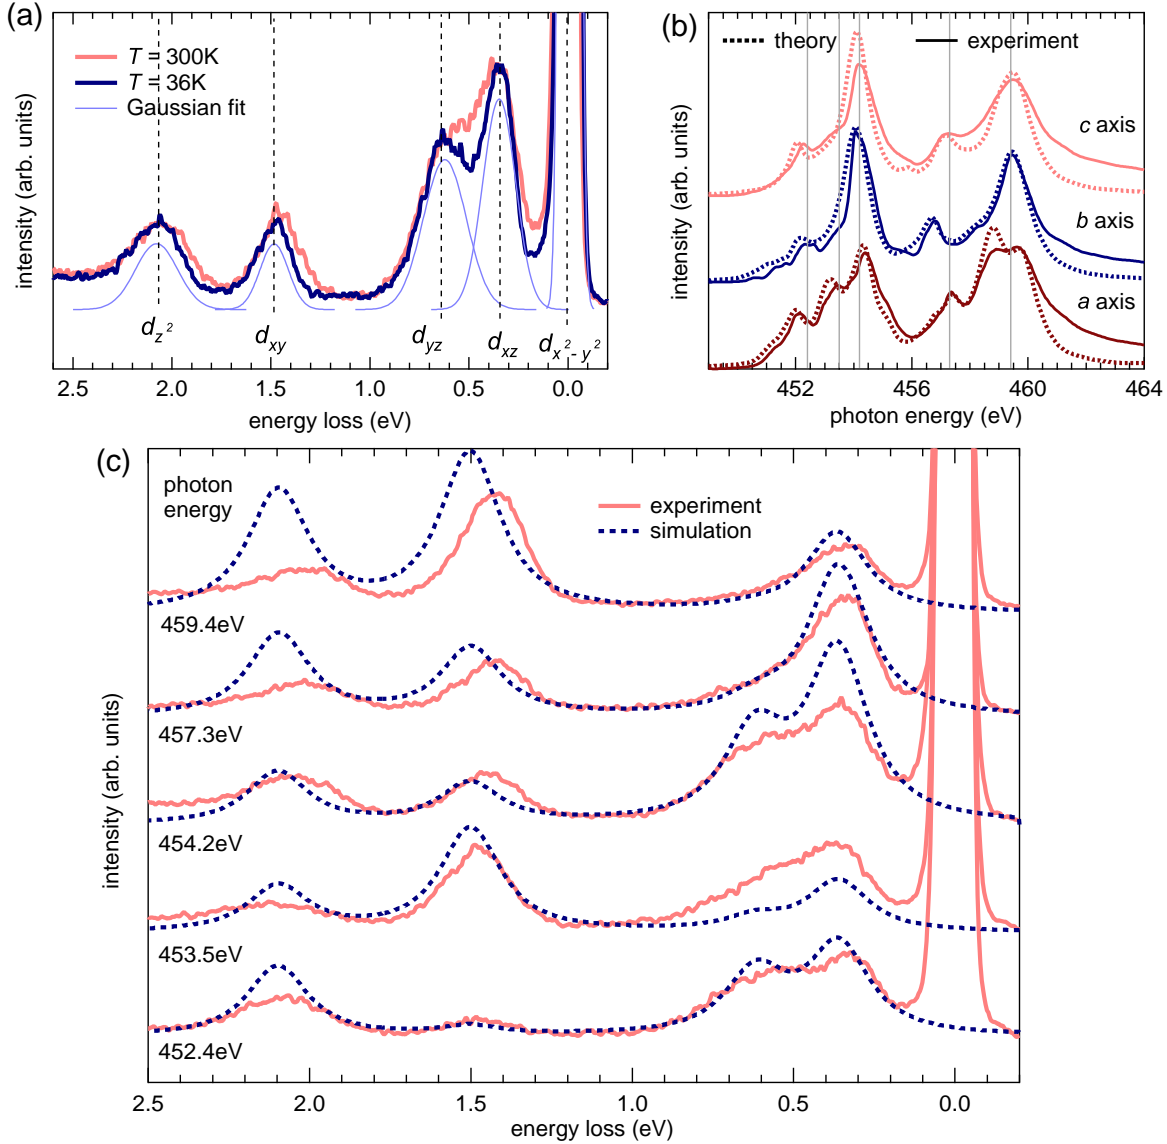 (a)
T = 300K
T = 36K
Gaussian fit
intensity (arb. units)
d_{z^2}
d_{xy}
d_{yz}
d_{xz}
d_{x^2-y^2}
2.5 2.0 1.5 1.0 0.5 0.0
energy loss (eV)
(b)
theory experiment
c axis
b axis
a axis
intensity (arb. units)
452 456 460 464
photon energy (eV)
(c)
photon
energy
experiment
simulation
459.4eV
457.3eV
454.2eV
453.5eV
452.4eV
intensity (arb. units)
2.5 2.0 1.5 1.0 0.5 0.0
energy loss (eV)